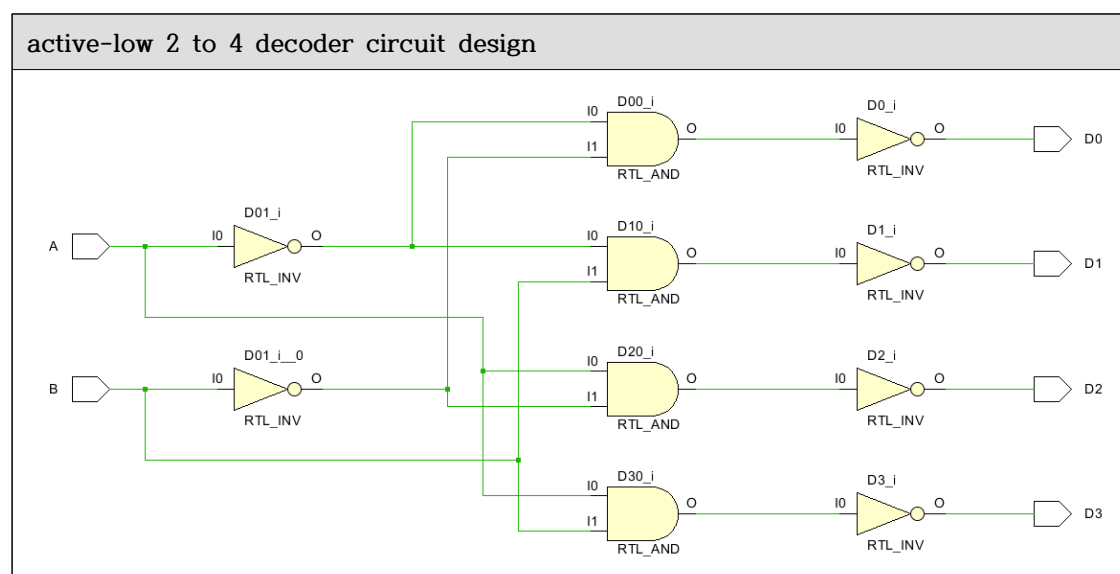 active-low 2 to 4 decoder circuit design
D00_i
I0
O
I1
RTL_AND
D0_i
I0
O
RTL_INV
D0
A
D01_i
I0
O
RTL_INV
D10_i
I0
O
I1
RTL_AND
D1_i
I0
O
RTL_INV
D1
B
D01_i__0
I0
O
RTL_INV
D20_i
I0
O
I1
RTL_AND
D2_i
I0
O
RTL_INV
D2
D30_i
I0
O
I1
RTL_AND
D3_i
I0
O
RTL_INV
D3